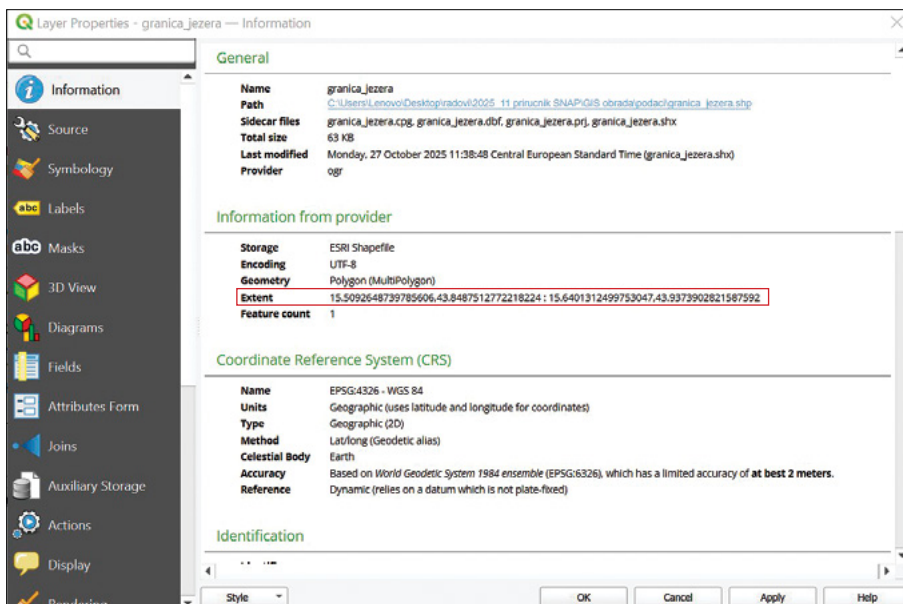 Layer Properties - granica_jezera — Information
Information
Source
Symbology
abc Labels
abc Masks
3D View
Diagrams
Fields
Attributes Form
Joins
Auxiliary Storage
Actions
Display
Rendering
General
Name granica_jezera
Path C:\Users\Lenovo\Desktop\radovi\2025_11 prirucnik SNAP\GIS obrada\podaci\granica_jezera.shp
Sidecar files granica_jezera.cpg, granica_jezera.dbf, granica_jezera.prj, granica_jezera.shx
Total size 63 KB
Last modified Monday, 27 October 2025 11:38:48 Central European Standard Time (granica_jezera.shx)
Provider ogr
Information from provider
Storage ESRI Shapefile
Encoding UTF-8
Geometry Polygon (MultiPolygon)
Extent 15.5092648739785606,43.8487512772218224 : 15.6401312499753047,43.9373902821587592
Feature count 1
Coordinate Reference System (CRS)
Name EPSG:4326 - WGS 84
Units Geographic (uses latitude and longitude for coordinates)
Type Geographic (2D)
Method Lat/long (Geodetic alias)
Celestial Body Earth
Accuracy Based on World Geodetic System 1984 ensemble (EPSG:6326), which has a limited accuracy of at best 2 meters.
Reference Dynamic (relies on a datum which is not plate-fixed)
Identification
Style
OK
Cancel
Apply
Help